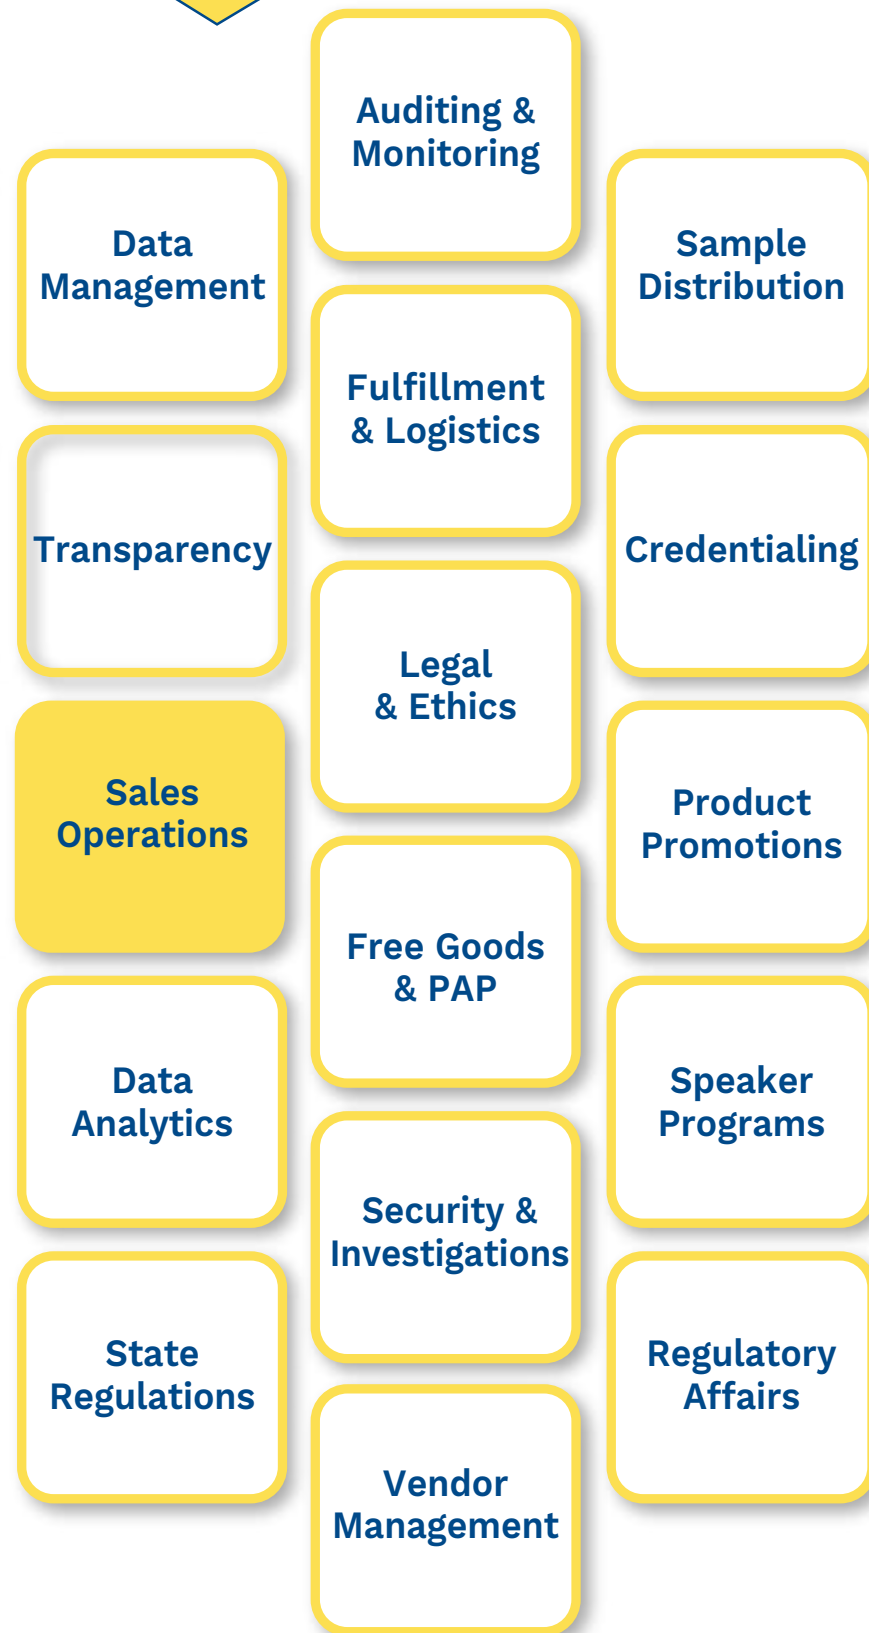 Auditing &
Monitoring
Data
Management
Sample
Distribution
Fulfillment
& Logistics
Transparency
Credentialing
Legal
& Ethics
Sales
Operations
Product
Promotions
Free Goods
& PAP
Data
Analytics
Speaker
Programs
Security &
Investigations
State
Regulations
Regulatory
Affairs
Vendor
Management